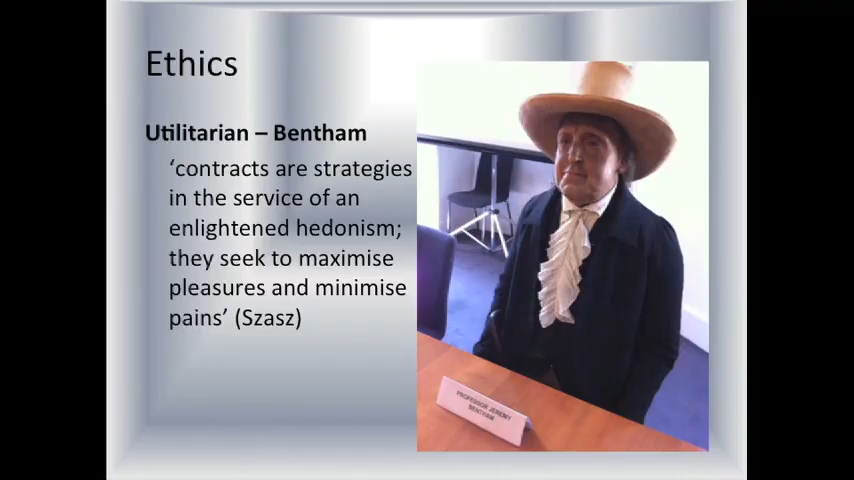 Ethics
Utilitarian – Bentham
‘contracts are strategies
in the service of an
enlightened hedonism;
they seek to maximise
pleasures and minimise
pains’ (Szasz)
PROFESSOR JEREMY
BENTHAM